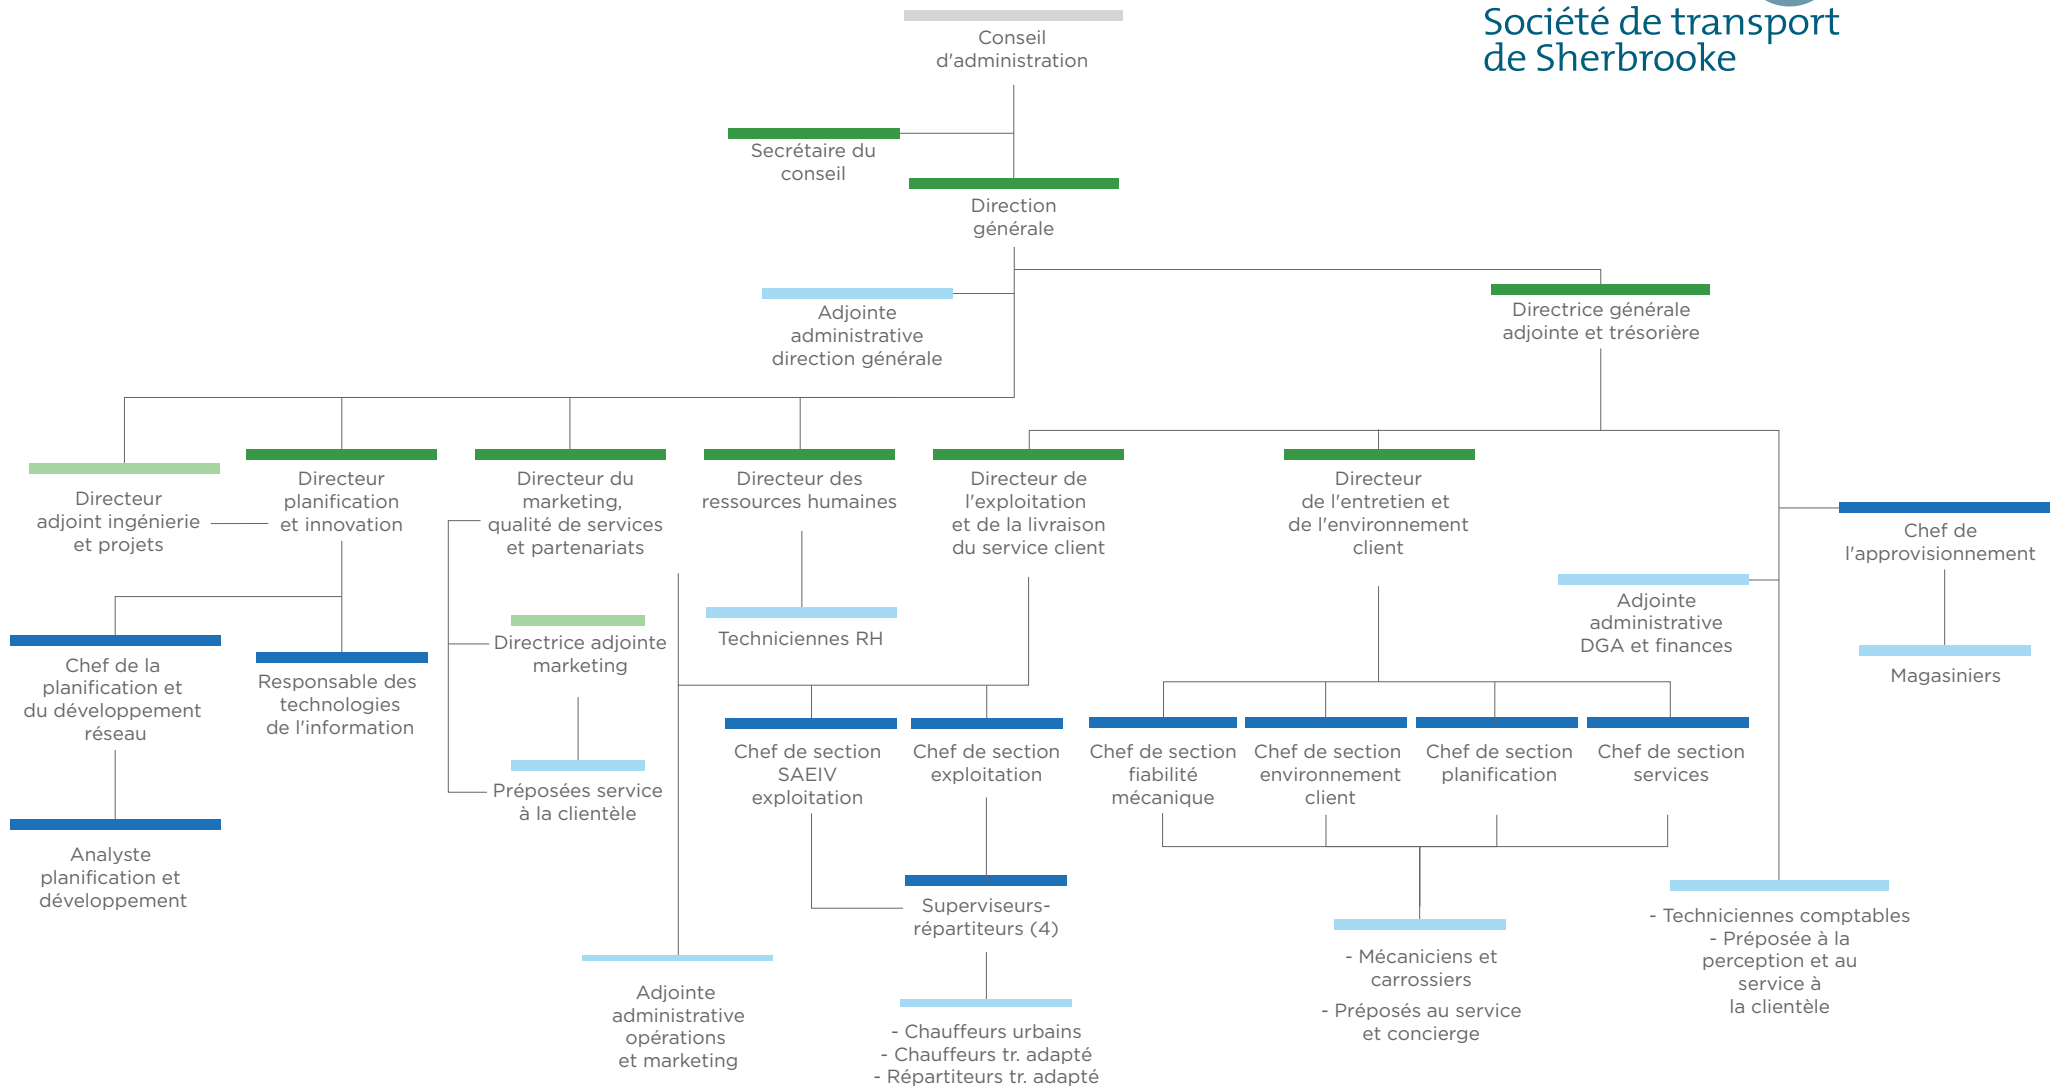 Société de transport
de Sherbrooke
Conseil
d'administration
Secrétaire du
conseil
Direction
générale
Adjointe
administrative
direction générale
Directrice générale
adjointe et trésorière
Directeur
adjoint ingénierie
et projets
Directeur
planification
et innovation
Directeur du
marketing,
qualité de services
et partenariats
Directeur des
ressources humaines
Directeur de
l'exploitation
et de la livraison
du service client
Directeur
de l'entretien et
de l'environnement
client
Chef de
l'approvisionnement
Adjointe
administrative
DGA et finances
Magasiniers
Chef de la
planification et
du développement
réseau
Responsable des
technologies
de l'information
Directrice adjointe
marketing
Techniciennes RH
Préposées service
à la clientèle
Chef de section
SAEIV
exploitation
Chef de section
exploitation
Chef de section
fiabilité
mécanique
Chef de section
environnement
client
Chef de section
planification
Chef de section
services
Analyste
planification et
développement
Superviseurs-
répartiteurs (4)
- Techniciennes comptables
- Préposée à la
perception et au
service à
la clientèle
- Mécaniciens et
carrossiers
- Préposés au service
et concierge
Adjointe
administrative
opérations
et marketing
- Chauffeurs urbains
- Chauffeurs tr. adapté
- Répartiteurs tr. adapté